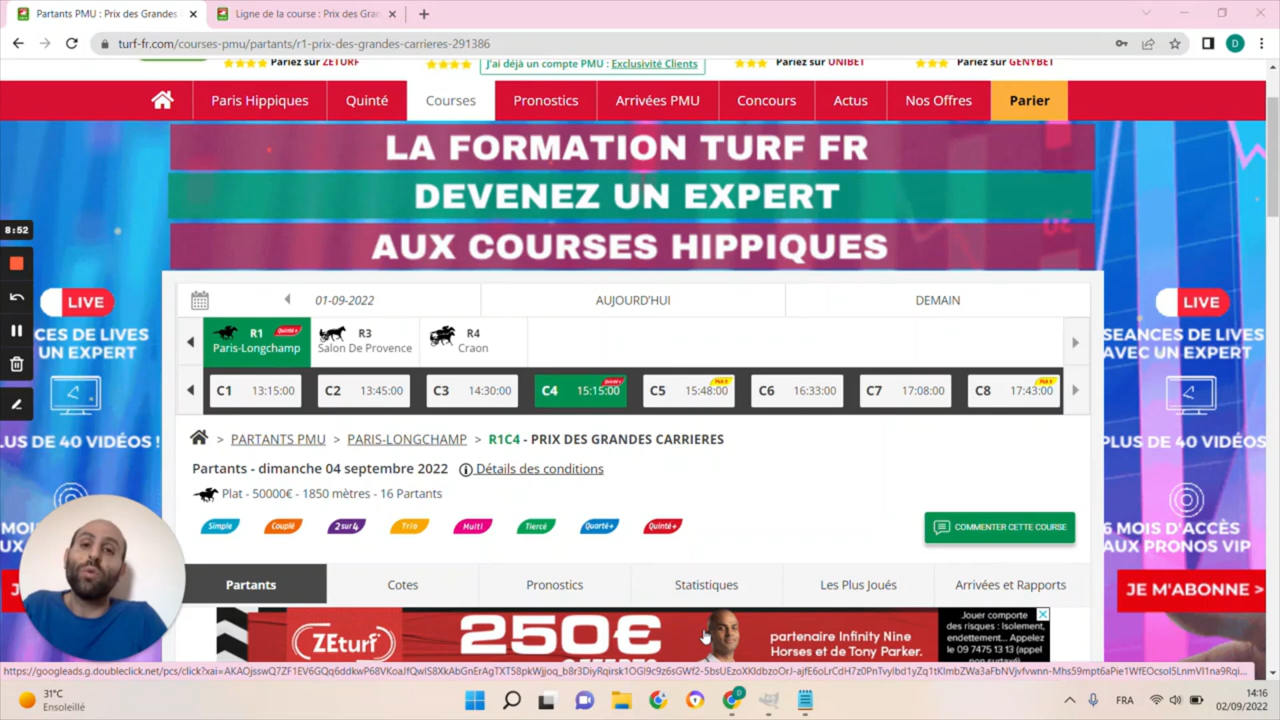 Partants PMU : Prix des Grandes
Ligne de la course : Prix des Gran
turf-fr.com/courses-pmu/partants/r1-prix-des-grandes-carrieres-291386
Pariez sur ZETURF
J'ai déjà un compte PMU : Exclusivité Clients
Pariez sur UNIBET
Pariez sur GENYBET
Paris Hippiques
Quinté
Courses
Pronostics
Arrivées PMU
Concours
Actus
Nos Offres
Parier
LA FORMATION TURF FR
DEVENEZ UN EXPERT
AUX COURSES HIPPIQUES
8:52
LIVE
CES DE LIVES
UN EXPERT
PLUS DE 40 VIDÉOS !
LIVE
SEANCES DE LIVES
AVEC UN EXPERT
PLUS DE 40 VIDÉOS
6 MOIS D'ACCÈS
AUX PRONOS VIP
JE M'ABONNE >
01-09-2022
AUJOURD'HUI
DEMAIN
R1 Quinté+
Paris-Longchamp
R3
Salon De Provence
R4
Craon
C1 13:15:00
C2 13:45:00
C3 14:30:00
C4 15:15:00
C5 15:48:00
C6 16:33:00
C7 17:08:00
C8 17:43:00
> PARTANTS PMU > PARIS-LONGCHAMP > R1C4 - PRIX DES GRANDES CARRIERES
Partants - dimanche 04 septembre 2022 Détails des conditions
Plat - 50000€ - 1850 mètres - 16 Partants
Simple
Couplé
2sur4
Trio
Multi
Tiercé
Quarté+
Quinté+
COMMENTER CETTE COURSE
Partants
Cotes
Pronostics
Statistiques
Les Plus Joués
Arrivées et Rapports
ZEturf
250€
partenaire Infinity Nine
Horses et de Tony Parker.
Jouer comporte
des risques : Isolement,
endettement... Appelez
le 09 7475 13 13 (appel
31°C
Ensoleillé
FRA
14:16
02/09/2022